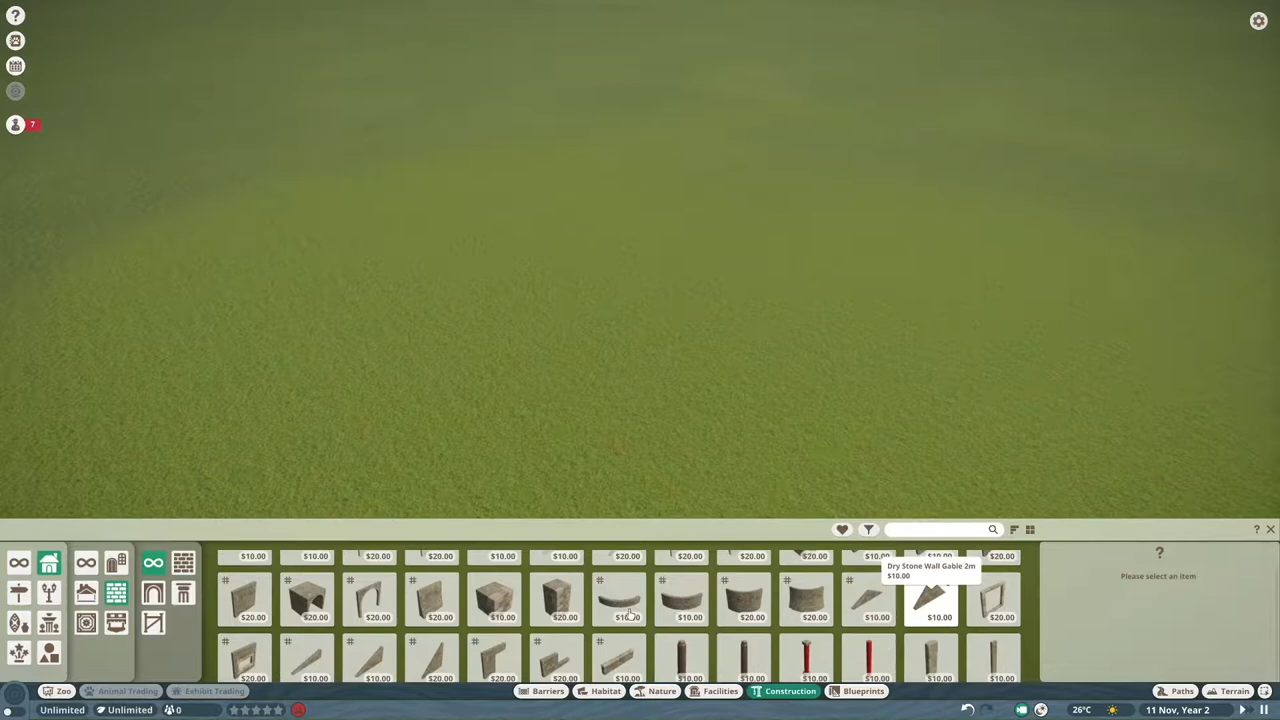 ?
7
?
Dry Stone Wall Gable 2m
$10.00
?
Please select an item
$10.00 $10.00 $20.00 $20.00 $10.00 $10.00 $20.00 $10.00 $20.00 $20.00 $10.00 $10.00 $20.00
# $20.00 # $10.00 # $20.00 # $20.00 # $10.00 $20.00 # $10.00 # $10.00 # $20.00 # $20.00 # $10.00 $10.00 # $20.00
# $20.00 # $10.00 # $10.00 # $10.00 # $20.00 # $20.00 # $10.00 $10.00 $10.00 $10.00 $10.00 $10.00 $10.00
Zoo Animal Trading Exhibit Trading Barriers Habitat Nature Facilities Construction Blueprints Paths Terrain
Unlimited Unlimited 0 26°C 11 Nov, Year 2